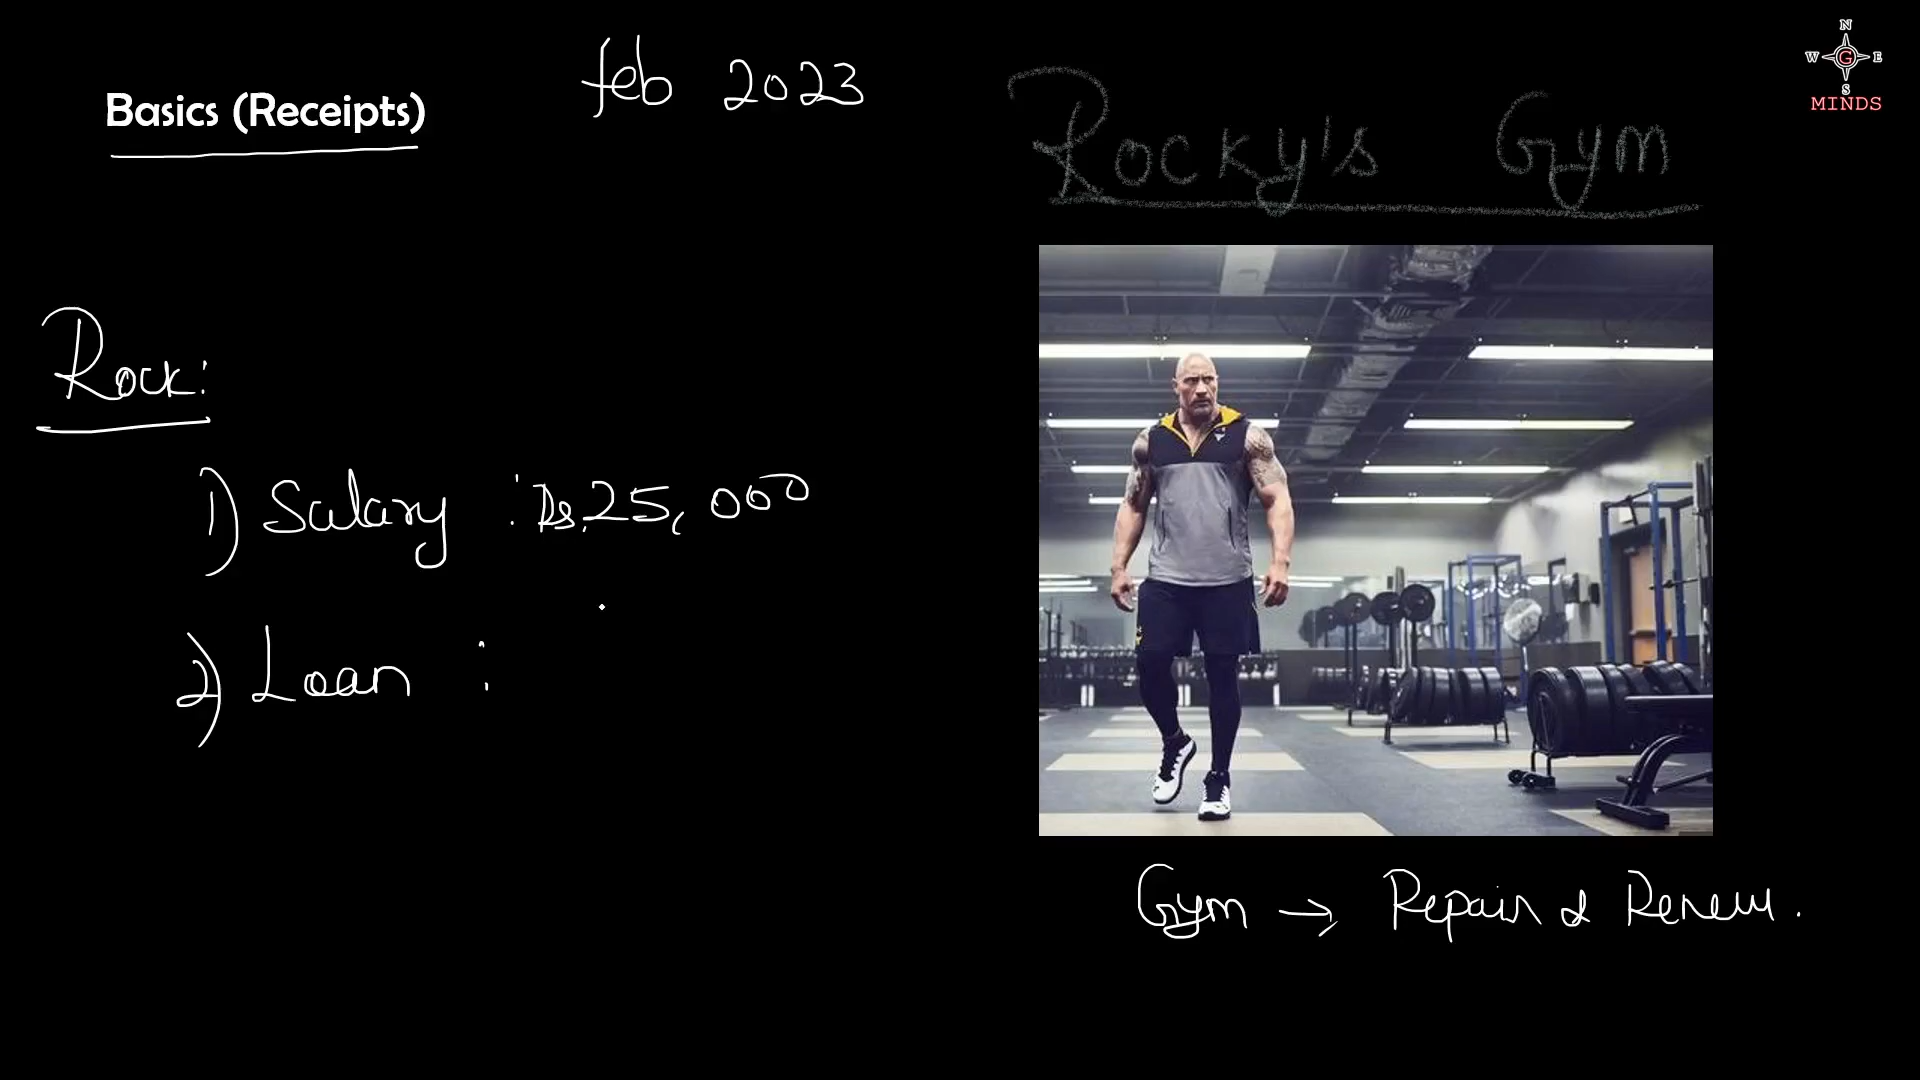 Basics (Receipts)
feb 2023
Rocky's Gym
N
W G E
S
MINDS
Rock:
1) Salary : Rs.25,000
2) Loan :
Gym → Repair & Renew.